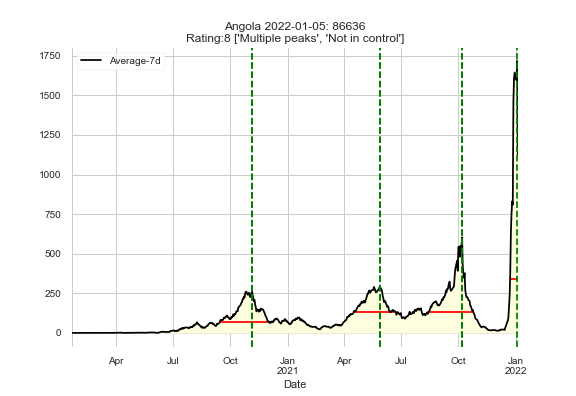 Angola 2022-01-05: 86636
Rating:8 ['Multiple peaks', 'Not in control']
Average-7d
1750
1500
1250
1000
750
500
250
0
Apr Jul Oct Jan Apr Jul Oct Jan
2021 2022
Date